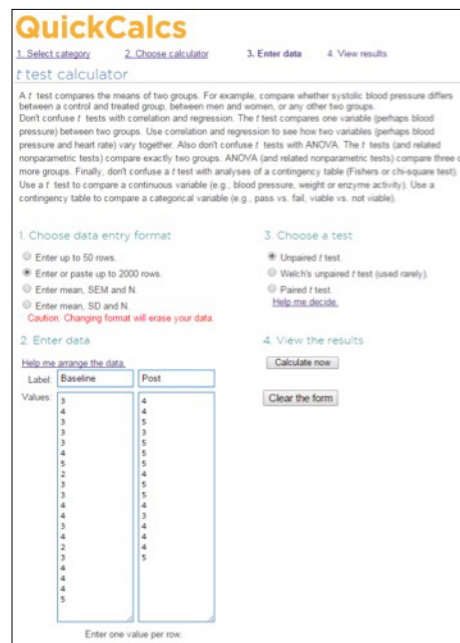 QuickCalcs
1. Select category 2. Choose calculator 3. Enter data 4. View results
t test calculator
A t test compares the means of two groups. For example, compare whether systolic blood pressure differs
between a control and treated group, between men and women, or any other two groups.
Don't confuse t tests with correlation and regression. The t test compares one variable (perhaps blood
pressure) between two groups. Use correlation and regression to see how two variables (perhaps blood
pressure and heart rate) vary together. Also don't confuse t tests with ANOVA. The t tests (and related
nonparametric tests) compare exactly two groups. ANOVA (and related nonparametric tests) compare three o
more groups. Finally, don't confuse a t test with analyses of a contingency table (Fishers or chi-square test).
Use a t test to compare a continuous variable (e.g., blood pressure, weight or enzyme activity). Use a
contingency table to compare a categorical variable (e.g., pass vs. fail, viable vs. not viable).
1. Choose data entry format
Enter up to 50 rows.
Enter or paste up to 2000 rows.
Enter mean, SEM and N.
Enter mean, SD and N.
Caution: Changing format will erase your data.
3. Choose a test
Unpaired t test.
Welch's unpaired t test (used rarely).
Paired t test.
Help me decide.
2. Enter data
Help me arrange the data.
Label: Baseline Post
Values:
3 4
4 4
3 5
3 3
3 5
4 5
5 5
2 4
3 5
3 5
4 4
4 3
3 4
4 4
2 4
3 5
4
4
4
5
Enter one value per row.
4. View the results
Calculate now
Clear the form